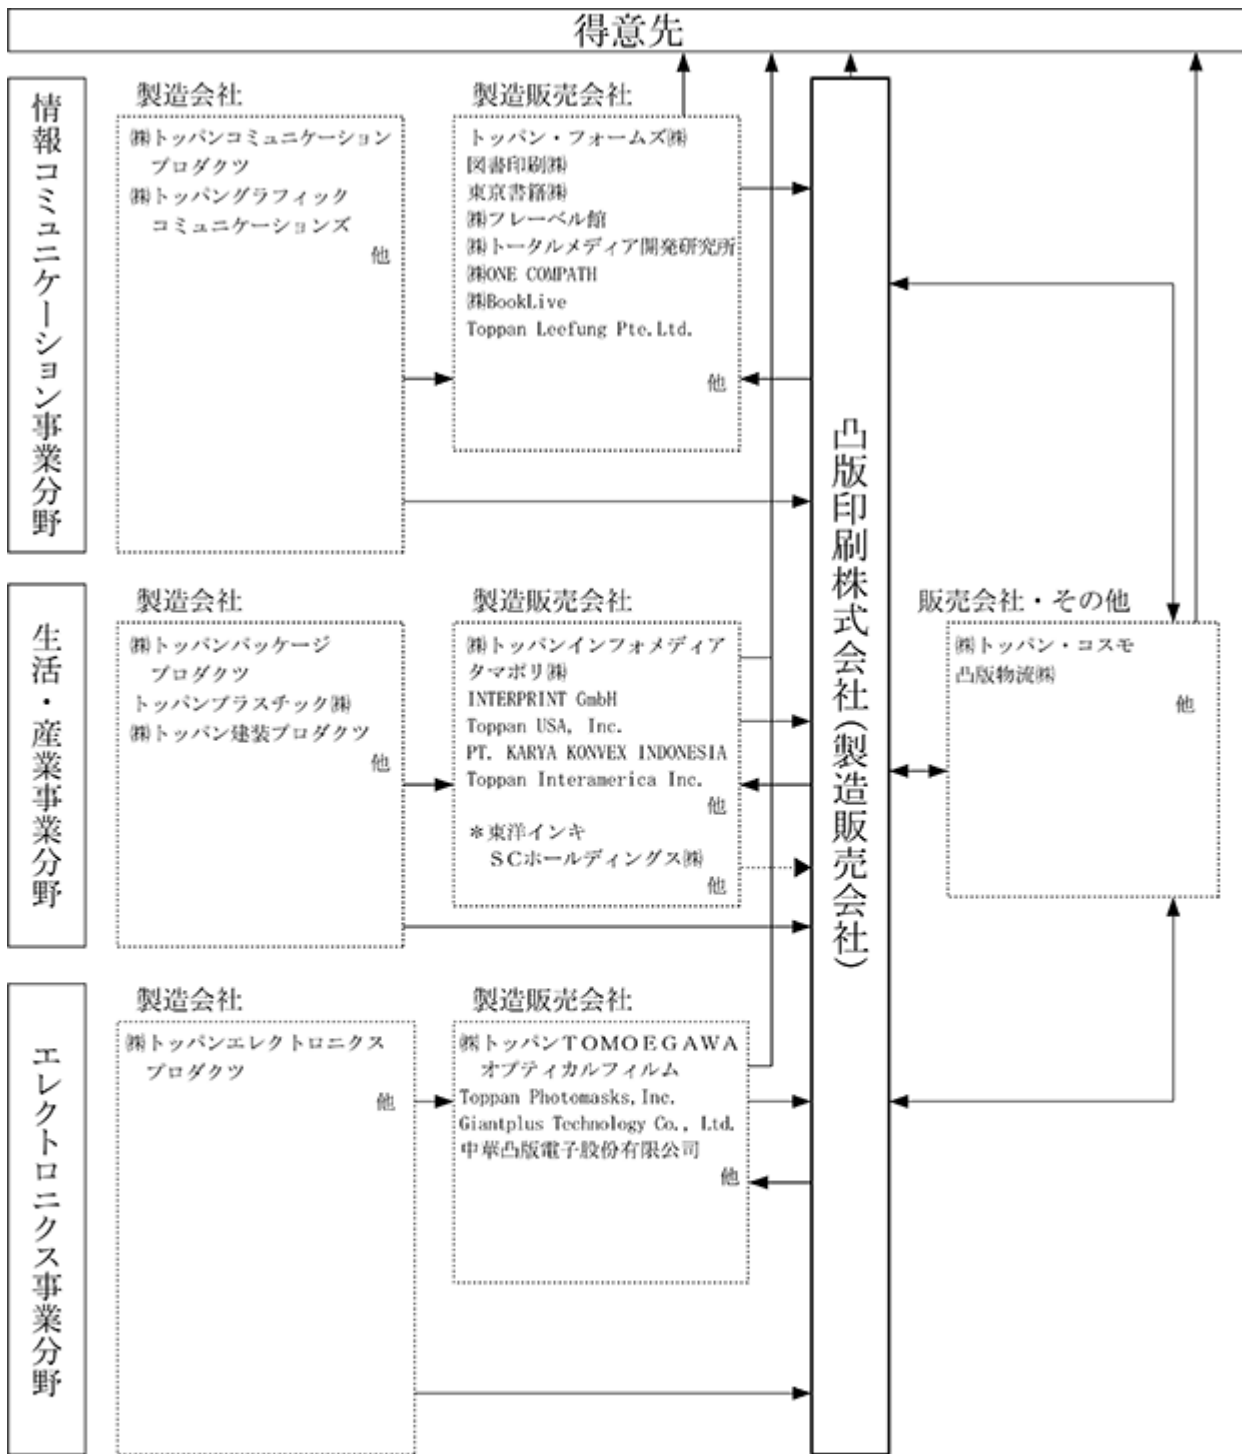 得意先
情報コミュニケーション事業分野
製造会社
㈱トッパンコミュニケーション
プロダクツ
㈱トッパングラフィック
コミュニケーションズ
他
製造販売会社
トッパン・フォームズ㈱
図書印刷㈱
東京書籍㈱
㈱フレーベル館
㈱トータルメディア開発研究所
㈱ONE COMPATH
㈱BookLive
Toppan Leefung Pte.Ltd.
他
生活・産業事業分野
製造会社
㈱トッパンパッケージ
プロダクツ
トッパンプラスチック㈱
㈱トッパン建装プロダクツ
他
製造販売会社
㈱トッパンインフォメディア
タマポリ㈱
INTERPRINT GmbH
Toppan USA, Inc.
PT. KARYA KONVEX INDONESIA
Toppan Interamerica Inc.
他
＊東洋インキ
ＳＣホールディングス㈱
他
エレクトロニクス事業分野
製造会社
㈱トッパンエレクトロニクス
プロダクツ
他
製造販売会社
㈱トッパンＴＯＭＯＥＧＡＷＡ
オプティカルフィルム
Toppan Photomasks,Inc.
Giantplus Technology Co., Ltd.
中華凸版電子股份有限公司
他
凸版印刷株式会社(製造販売会社)
販売会社・その他
㈱トッパン・コスモ
凸版物流㈱
他